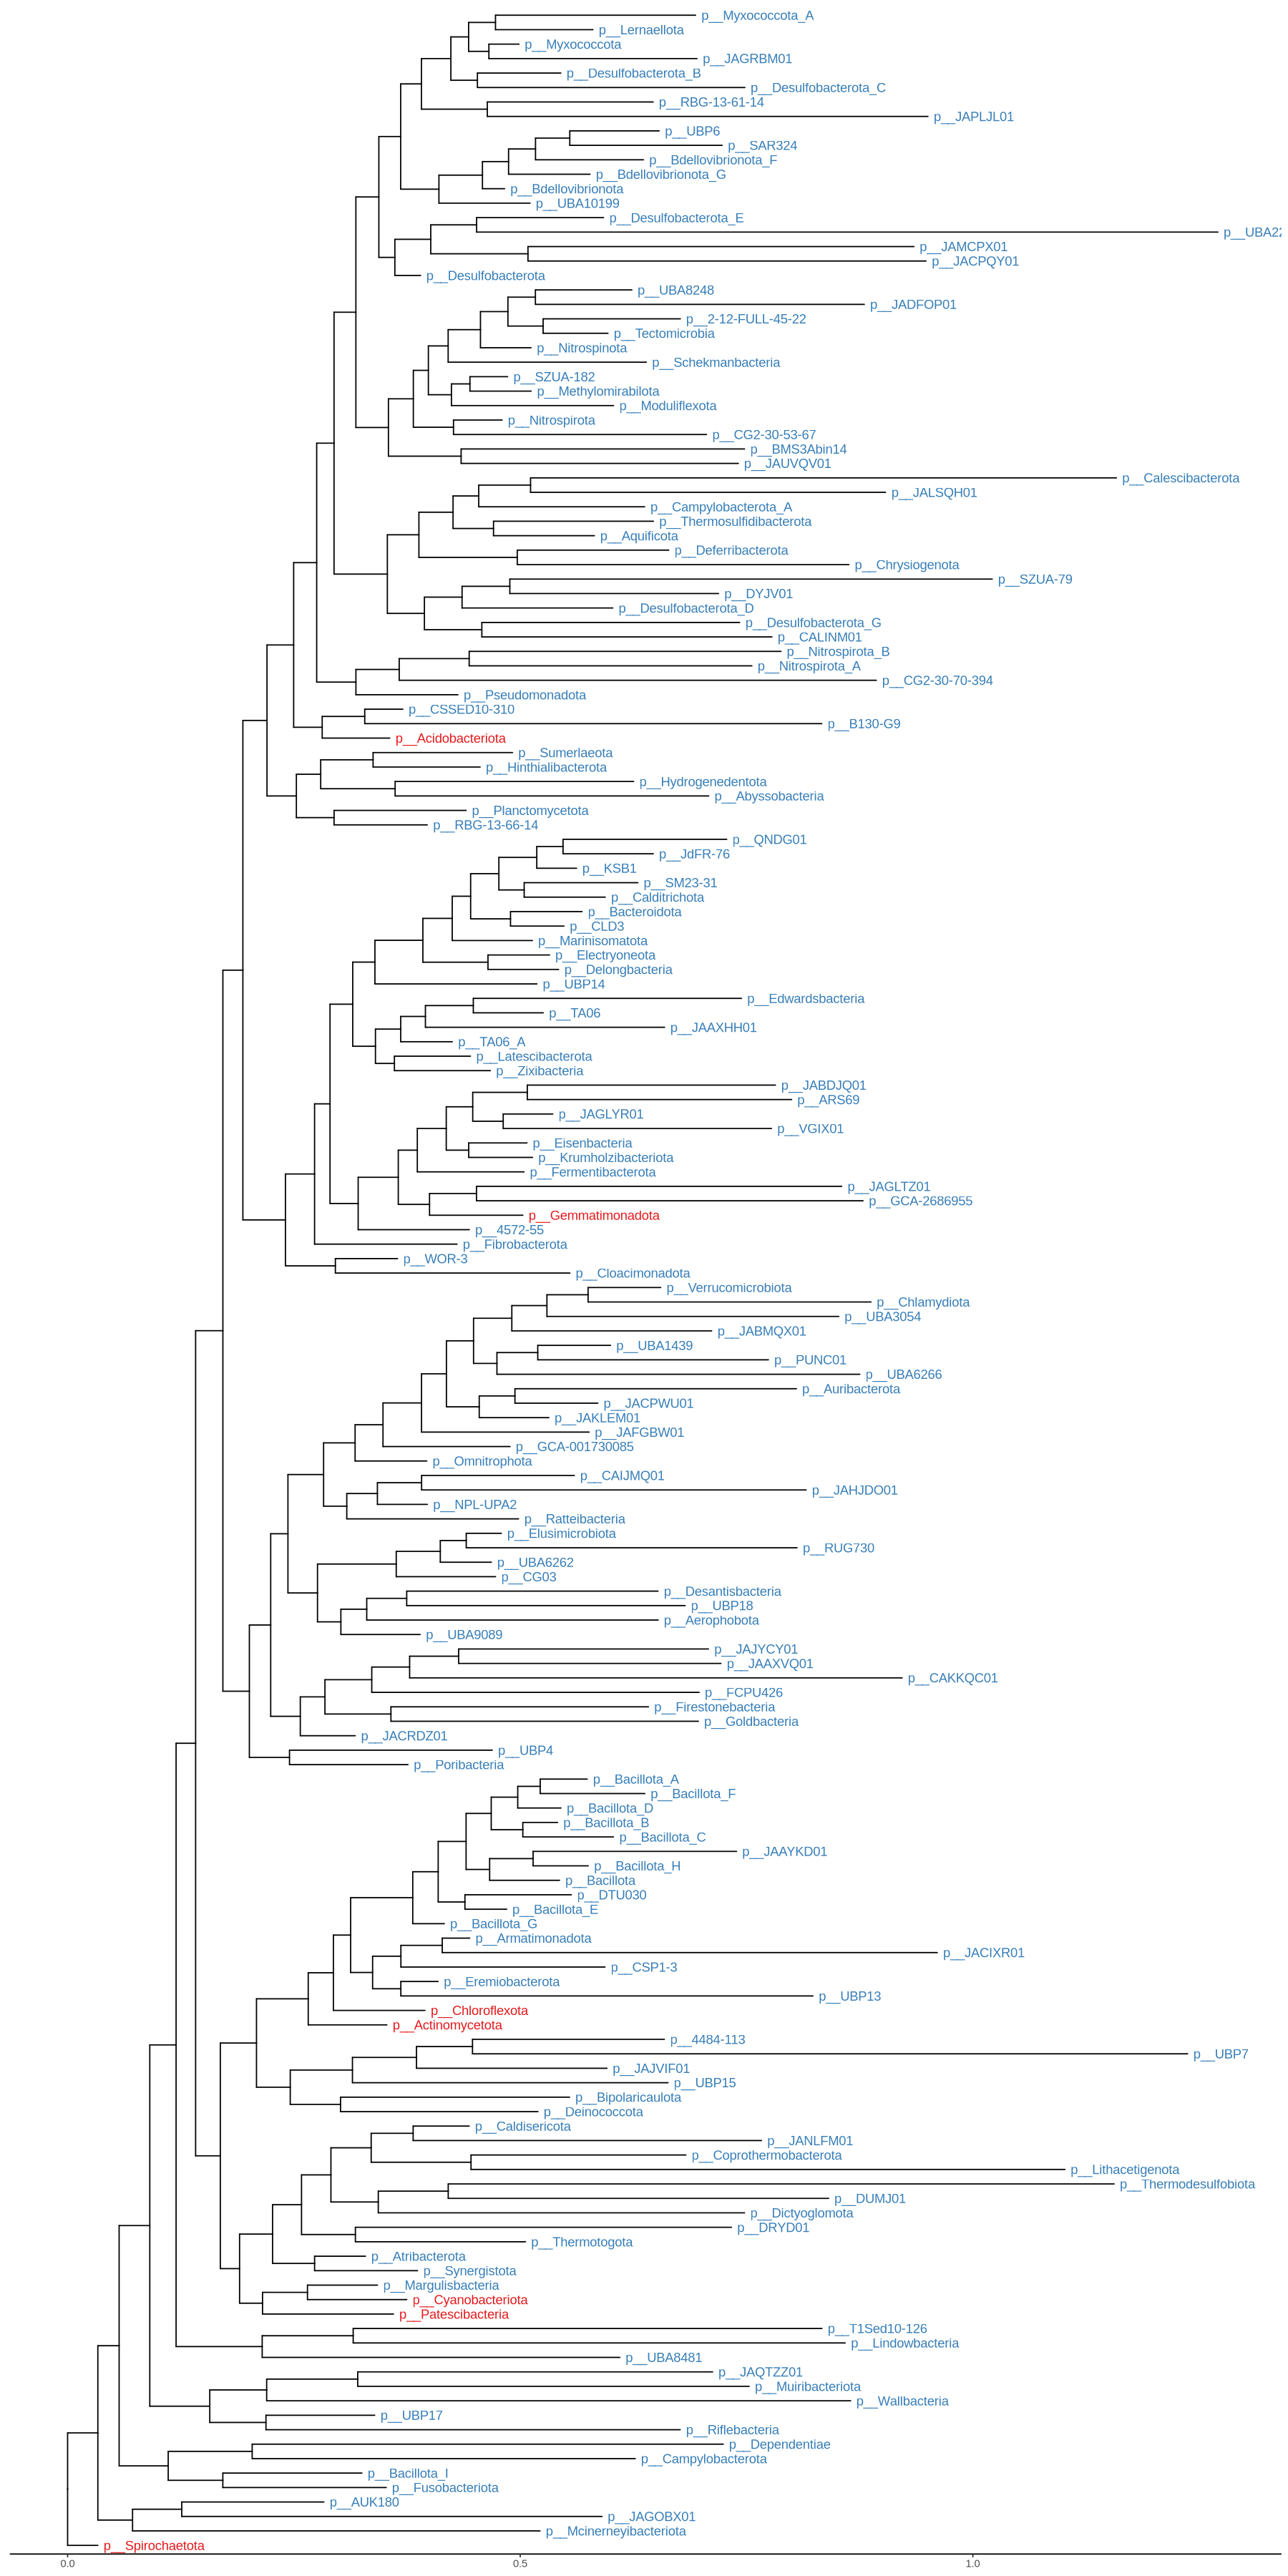 p__Myxococcota_A
p__Lernaellota
p__Myxococcota
p__JAGRBM01
p__Desulfobacterota_B
p__Desulfobacterota_C
p__RBG-13-61-14
p__JAPLJL01
p__UBP6
p__SAR324
p__Bdellovibrionota_F
p__Bdellovibrionota_G
p__Bdellovibrionota
p__UBA10199
p__Desulfobacterota_E
p__UBA22
p__JAMCPX01
p__JACPQY01
p__Desulfobacterota
p__UBA8248
p__JADFOP01
p__2-12-FULL-45-22
p__Tectomicrobia
p__Nitrospinota
p__Schekmanbacteria
p__SZUA-182
p__Methylomirabilota
p__Moduliflexota
p__Nitrospirota
p__CG2-30-53-67
p__BMS3Abin14
p__JAUVQV01
p__Calescibacterota
p__JALSQH01
p__Campylobacterota_A
p__Thermosulfidibacterota
p__Aquificota
p__Deferribacterota
p__Chrysiogenota
p__SZUA-79
p__DYJV01
p__Desulfobacterota_D
p__Desulfobacterota_G
p__CALINM01
p__Nitrospirota_B
p__Nitrospirota_A
p__CG2-30-70-394
p__Pseudomonadota
p__CSSED10-310
p__B130-G9
p__Acidobacteriota
p__Sumerlaeota
p__Hinthialibacterota
p__Hydrogenedentota
p__Abyssobacteria
p__Planctomycetota
p__RBG-13-66-14
p__QNDG01
p__JdFR-76
p__KSB1
p__SM23-31
p__Calditrichota
p__Bacteroidota
p__CLD3
p__Marinisomatota
p__Electryoneota
p__Delongbacteria
p__UBP14
p__Edwardsbacteria
p__TA06
p__JAAXHH01
p__TA06_A
p__Latescibacterota
p__Zixibacteria
p__JABDJQ01
p__ARS69
p__JAGLYR01
p__VGIX01
p__Eisenbacteria
p__Krumholzibacteriota
p__Fermentibacterota
p__JAGLTZ01
p__GCA-2686955
p__Gemmatimonadota
p__4572-55
p__Fibrobacterota
p__WOR-3
p__Cloacimonadota
p__Verrucomicrobiota
p__Chlamydiota
p__UBA3054
p__JABMQX01
p__UBA1439
p__PUNC01
p__UBA6266
p__Auribacterota
p__JACPWU01
p__JAKLEM01
p__JAFGBW01
p__GCA-001730085
p__Omnitrophota
p__CAIJMQ01
p__JAHJDO01
p__NPL-UPA2
p__Ratteibacteria
p__Elusimicrobiota
p__RUG730
p__UBA6262
p__CG03
p__Desantisbacteria
p__UBP18
p__Aerophobota
p__UBA9089
p__JAJYCY01
p__JAAXVQ01
p__CAKKQC01
p__FCPU426
p__Firestonebacteria
p__Goldbacteria
p__JACRDZ01
p__UBP4
p__Poribacteria
p__Bacillota_A
p__Bacillota_F
p__Bacillota_D
p__Bacillota_B
p__Bacillota_C
p__JAAYKD01
p__Bacillota_H
p__Bacillota
p__DTU030
p__Bacillota_E
p__Bacillota_G
p__Armatimonadota
p__JACIXR01
p__CSP1-3
p__Eremiobacterota
p__UBP13
p__Chloroflexota
p__Actinomycetota
p__4484-113
p__UBP7
p__JAJVIF01
p__UBP15
p__Bipolaricaulota
p__Deinococcota
p__Caldisericota
p__JANLFM01
p__Coprothermobacterota
p__Lithacetigenota
p__Thermodesulfobiota
p__DUMJ01
p__Dictyoglomota
p__DRYD01
p__Thermotogota
p__Atribacterota
p__Synergistota
p__Margulisbacteria
p__Cyanobacteriota
p__Patescibacteria
p__T1Sed10-126
p__Lindowbacteria
p__UBA8481
p__JAQTZZ01
p__Muiribacteriota
p__Wallbacteria
p__UBP17
p__Riflebacteria
p__Dependentiae
p__Campylobacterota
p__Bacillota_I
p__Fusobacteriota
p__AUK180
p__JAGOBX01
p__Mcinerneyibacteriota
p__Spirochaetota
0.0 0.5 1.0